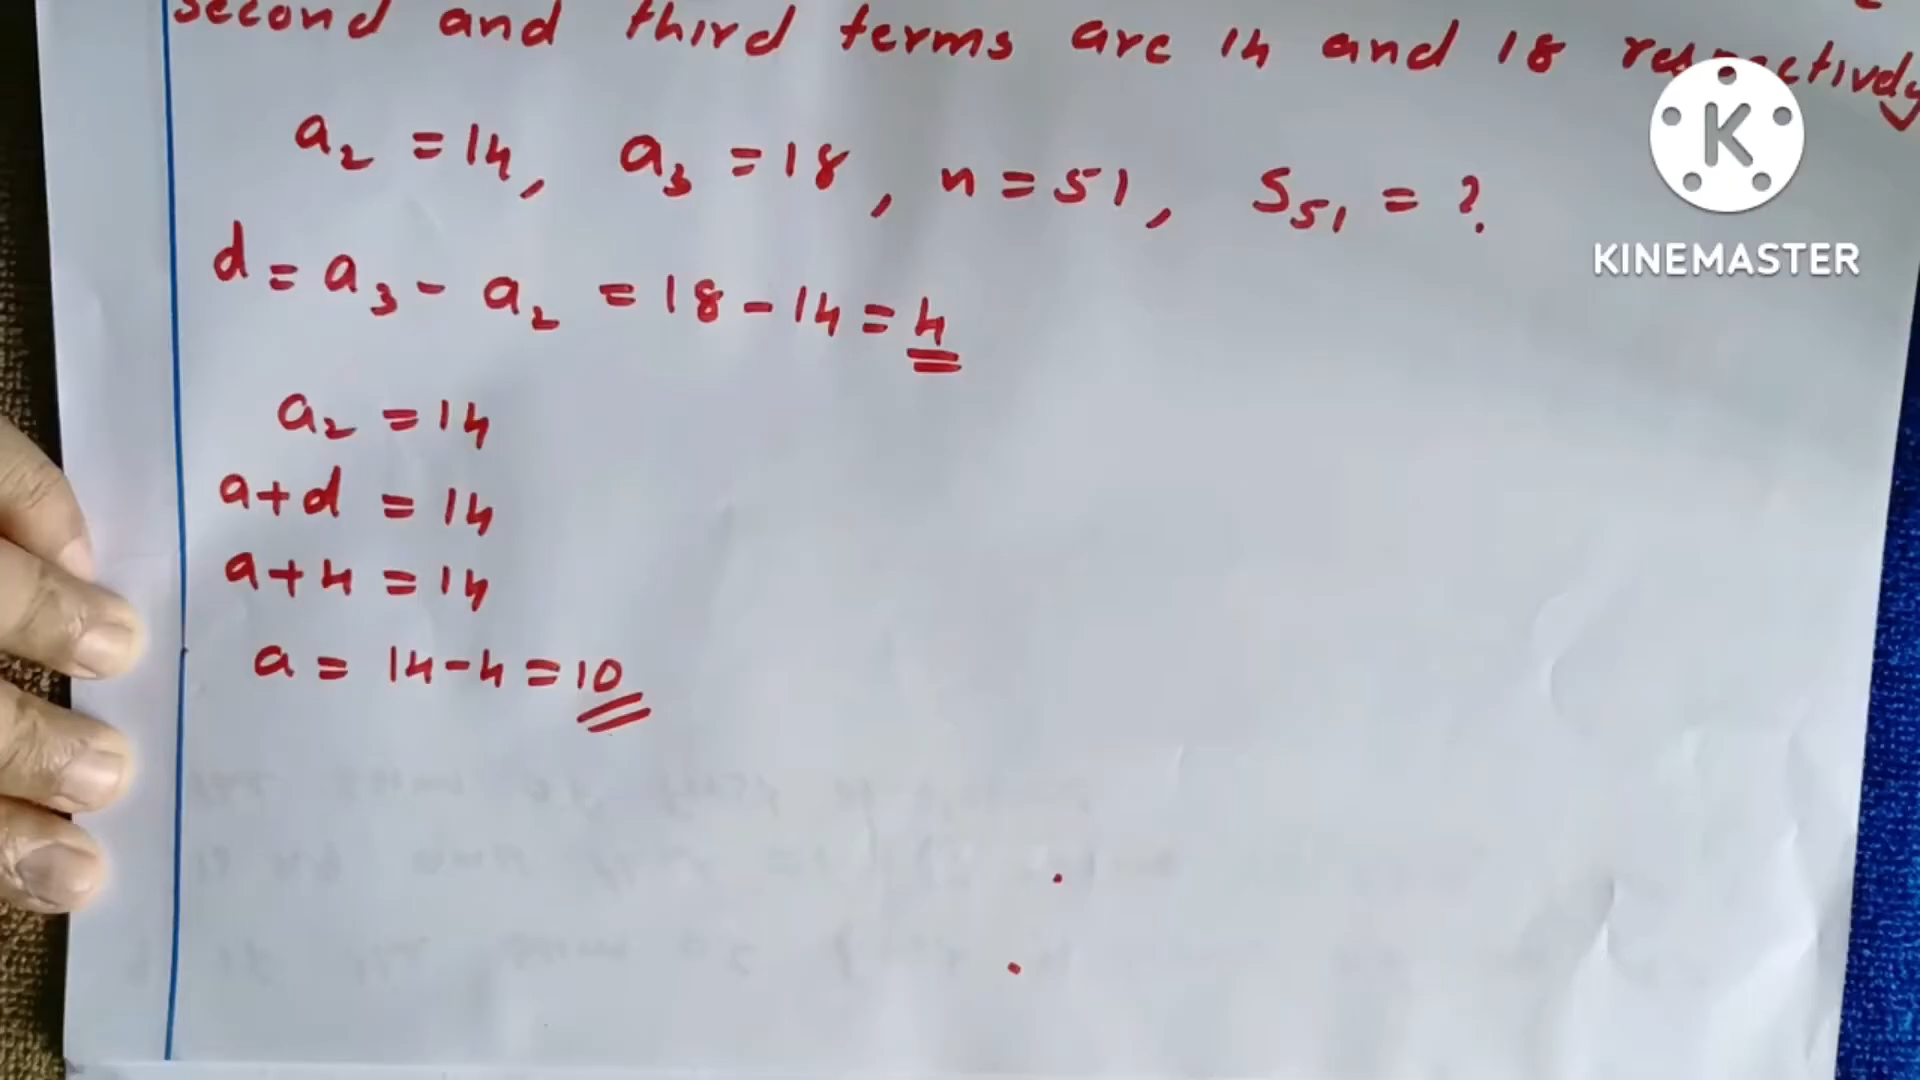 second and third terms are 14 and 18 respectively
a₂ = 14, a₃ = 18, n = 51, S₅₁ = ?
d = a₃ - a₂ = 18 - 14 = 4
a₂ = 14
a + d = 14
a + 4 = 14
a = 14 - 4 = 10
K
KINEMASTER